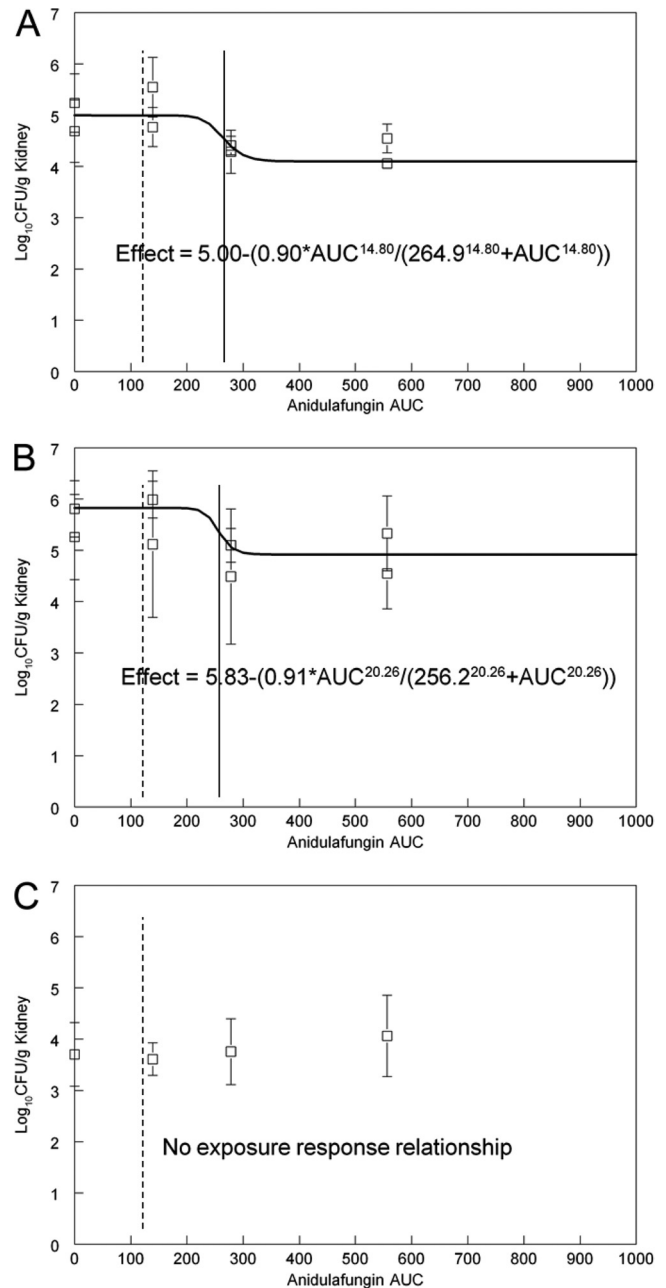 A
7
6
5
4
3
2
1
0
Log₁₀CFU/g Kidney
Effect = 5.00-(0.90*AUC¹⁴·⁸⁰/(264.9¹⁴·⁸⁰+AUC¹⁴·⁸⁰))
0 100 200 300 400 500 600 700 800 900 1000
Anidulafungin AUC
B
7
6
5
4
3
2
1
0
Log₁₀CFU/g Kidney
Effect = 5.83-(0.91*AUC²⁰·²⁶/(256.2²⁰·²⁶+AUC²⁰·²⁶))
0 100 200 300 400 500 600 700 800 900 1000
Anidulafungin AUC
C
7
6
5
4
3
2
1
0
Log₁₀CFU/g Kidney
No exposure response relationship
0 100 200 300 400 500 600 700 800 900 1000
Anidulafungin AUC